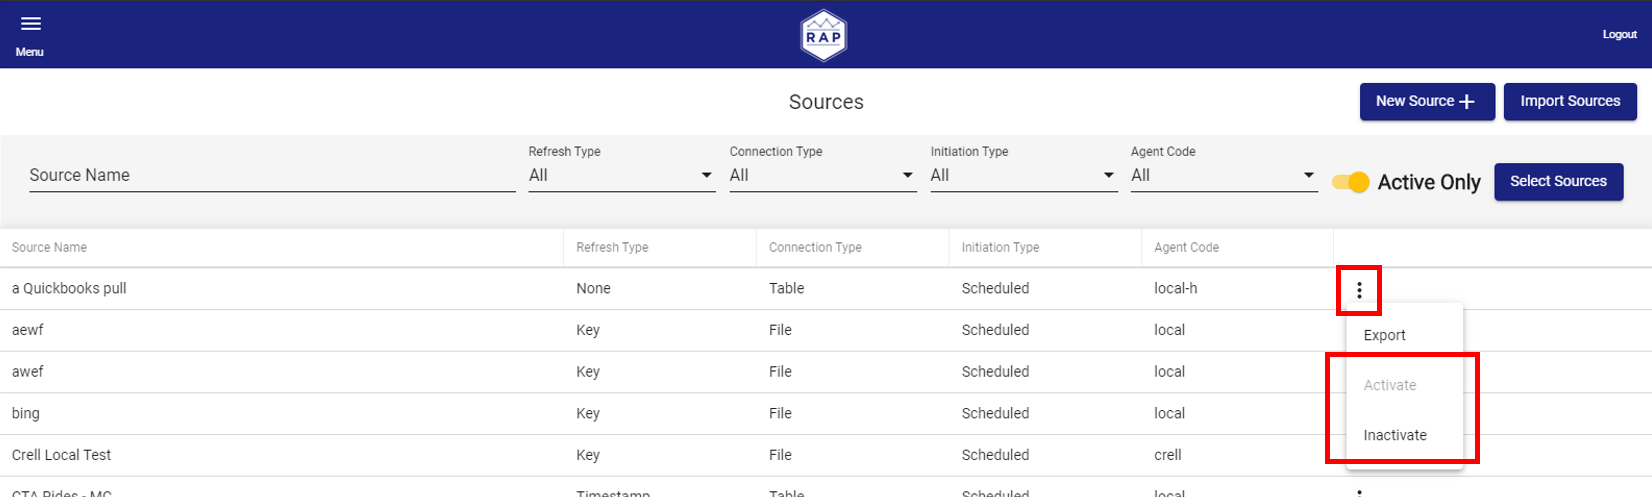 Menu
RAP
Logout
Sources
New Source +
Import Sources
Source Name
Refresh Type
All
Connection Type
All
Initiation Type
All
Agent Code
All
Active Only
Select Sources
Source Name Refresh Type Connection Type Initiation Type Agent Code
a Quickbooks pull None Table Scheduled local-h
Export
aewf Key File Scheduled local
awef Key File Scheduled local
Activate
bing Key File Scheduled local
Inactivate
Crell Local Test Key File Scheduled crell
CTA Rides - MC Timestamp Table Scheduled local